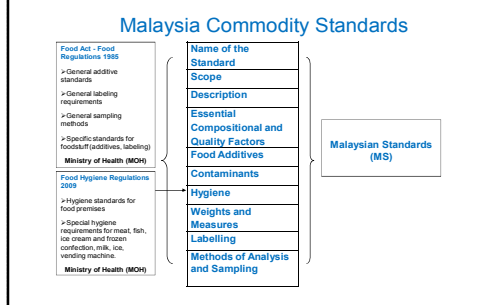 Malaysia Commodity Standards
Food Act - Food
Regulations 1985
➢General additive
standards
➢General labeling
requirements
➢General sampling
methods
➢Specific standards for
foodstuff (additives, labeling)
Ministry of Health (MOH)
Food Hygiene Regulations
2009
➢Hygiene standards for
food premises
➢Special hygiene
requirements for meat, fish,
ice cream and frozen
confection, milk, ice,
vending machine.
Ministry of Health (MOH)
Name of the
Standard
Scope
Description
Essential
Compositional and
Quality Factors
Food Additives
Contaminants
Hygiene
Weights and
Measures
Labelling
Methods of Analysis
and Sampling
Malaysian Standards
(MS)